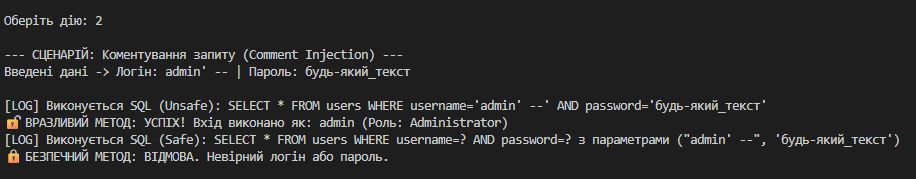 Оберіть дію: 2
--- СЦЕНАРІЙ: Коментування запиту (Comment Injection) ---
Введені дані -> Логін: admin' -- | Пароль: будь-який_текст
[LOG] Виконується SQL (Unsafe): SELECT * FROM users WHERE username='admin' --' AND password='будь-який_текст'
🔓 ВРАЗЛИВИЙ МЕТОД: УСПІХ! Вхід виконано як: admin (Роль: Administrator)
[LOG] Виконується SQL (Safe): SELECT * FROM users WHERE username=? AND password=? з параметрами ("admin' --", 'будь-який_текст')
🔒 БЕЗПЕЧНИЙ МЕТОД: ВІДМОВА. Невірний логін або пароль.